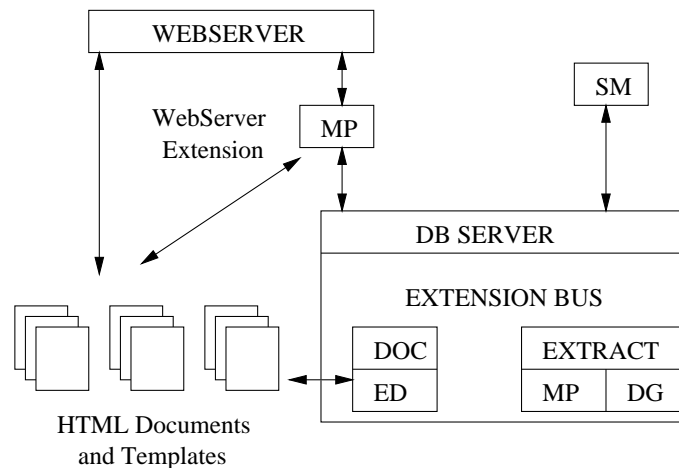 WEBSERVER
SM
WebServer
Extension
MP
DB SERVER
EXTENSION BUS
DOC
EXTRACT
ED
MP
DG
HTML Documents
and Templates